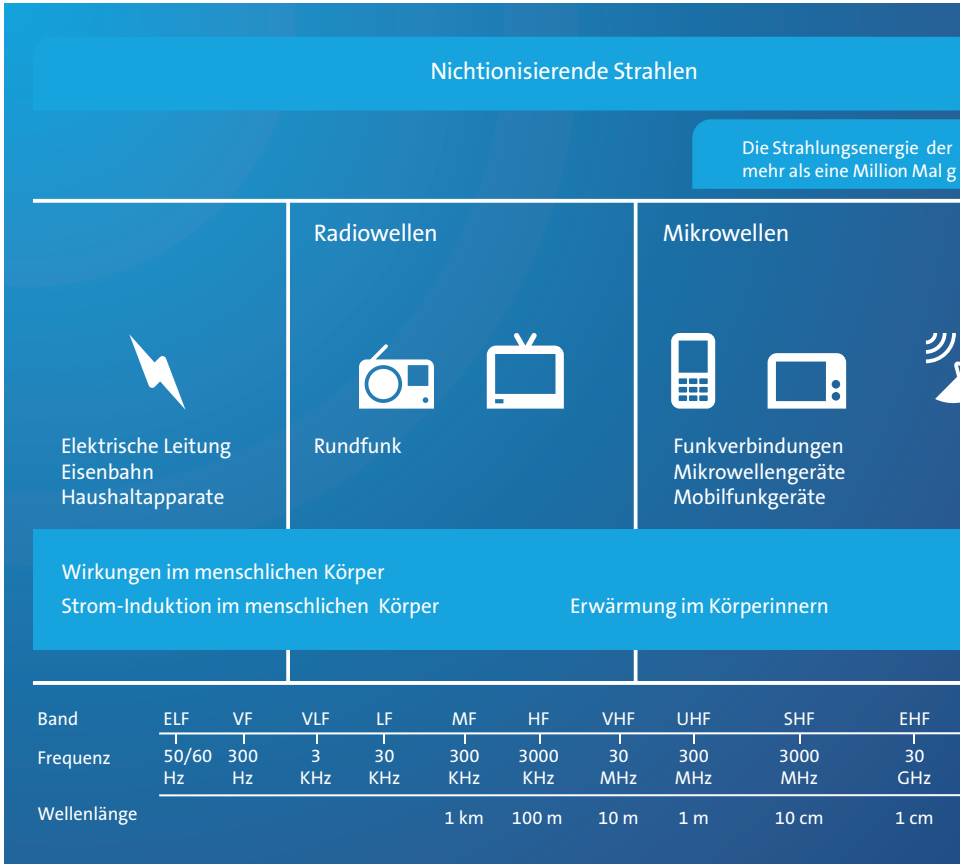 Nichtionisierende Strahlen
Die Strahlungsenergie der
mehr als eine Million Mal g
Radiowellen
Mikrowellen
Elektrische Leitung
Eisenbahn
Haushaltapparate
Rundfunk
Funkverbindungen
Mikrowellengeräte
Mobilfunkgeräte
Wirkungen im menschlichen Körper
Strom-Induktion im menschlichen Körper Erwärmung im Körperinnern
Band ELF VF VLF LF MF HF VHF UHF SHF EHF
Frequenz 50/60 300 3 30 300 3000 30 300 3000 30
Hz Hz KHz KHz KHz KHz MHz MHz MHz GHz
Wellenlänge 1 km 100 m 10 m 1 m 10 cm 1 cm